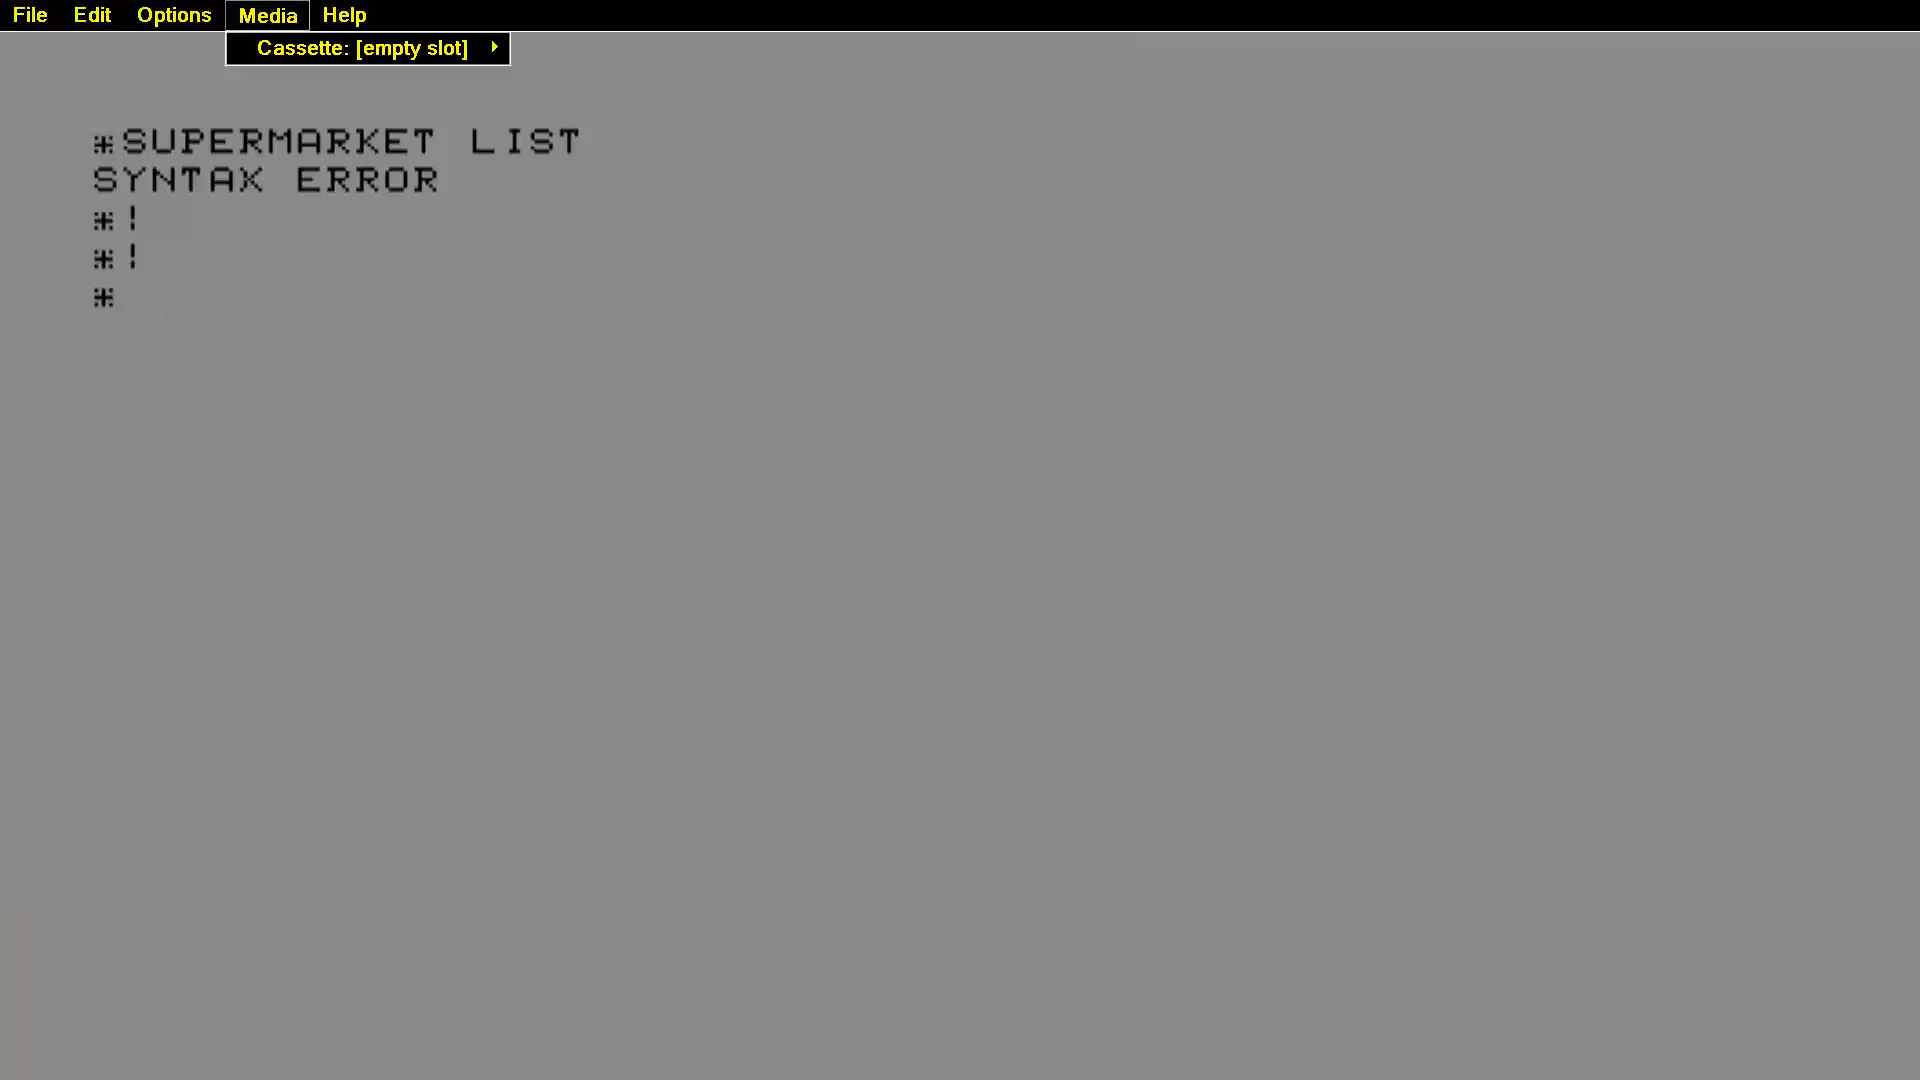 File Edit Options Media Help
Cassette: [empty slot]
*SUPERMARKET LIST
SYNTAX ERROR
*!
*!
*